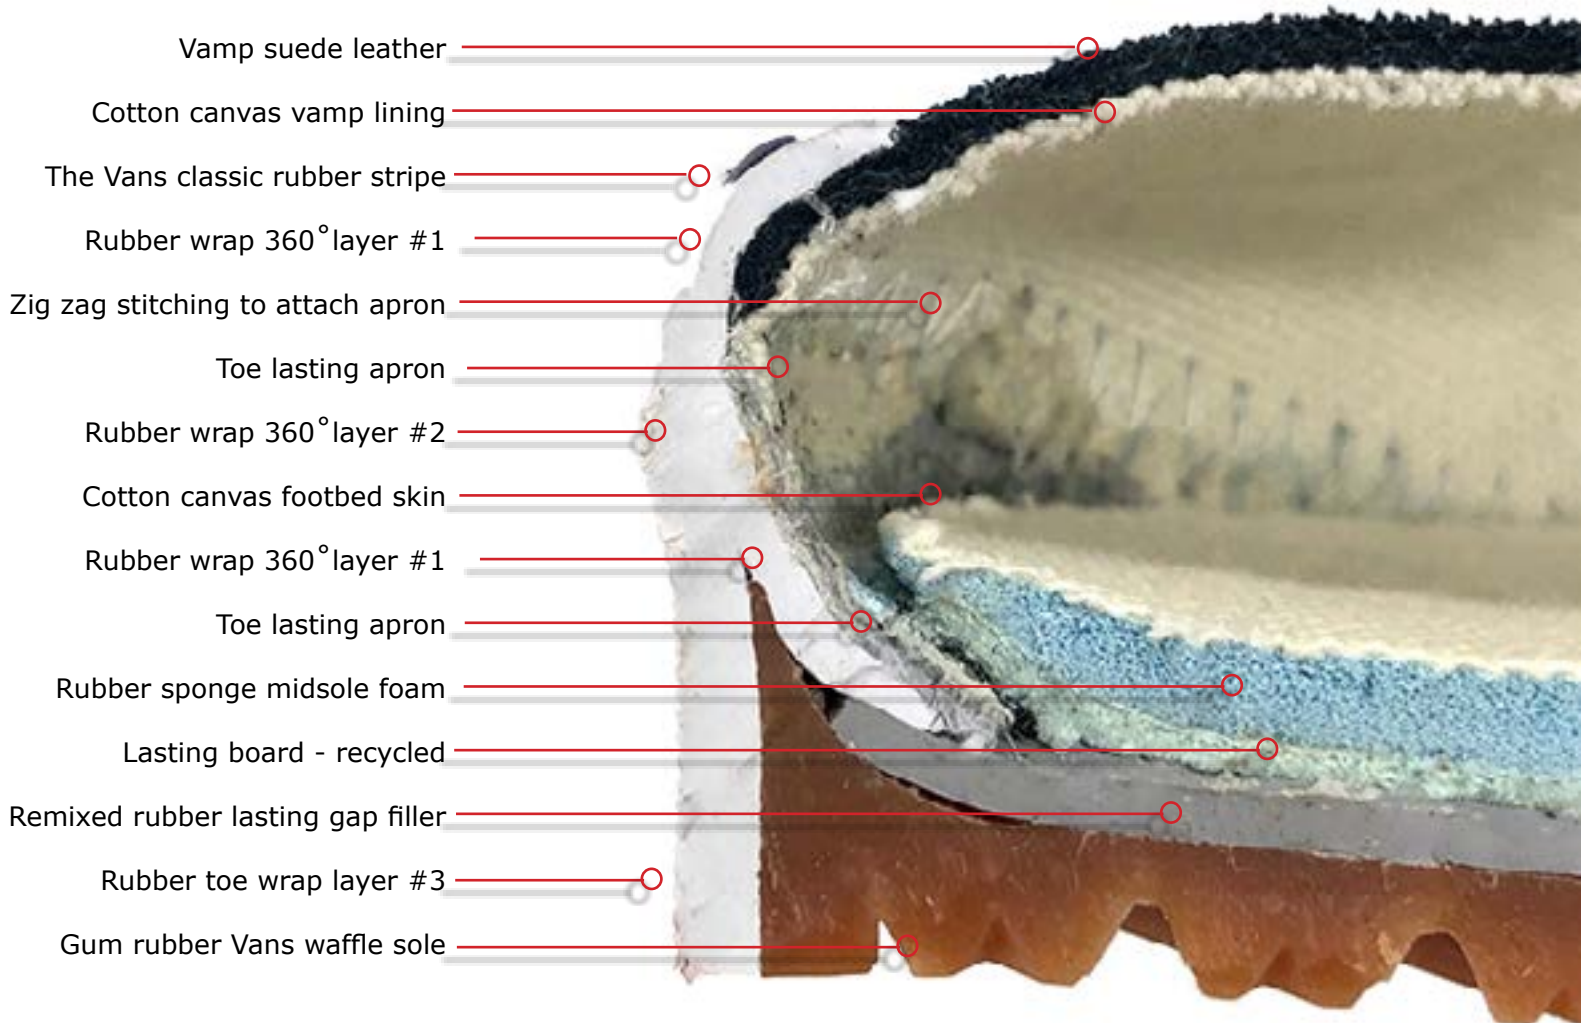 Vamp suede leather
Cotton canvas vamp lining
The Vans classic rubber stripe
Rubber wrap 360˚layer #1
Zig zag stitching to attach apron
Toe lasting apron
Rubber wrap 360˚layer #2
Cotton canvas footbed skin
Rubber wrap 360˚layer #1
Toe lasting apron
Rubber sponge midsole foam
Lasting board - recycled
Remixed rubber lasting gap filler
Rubber toe wrap layer #3
Gum rubber Vans waffle sole